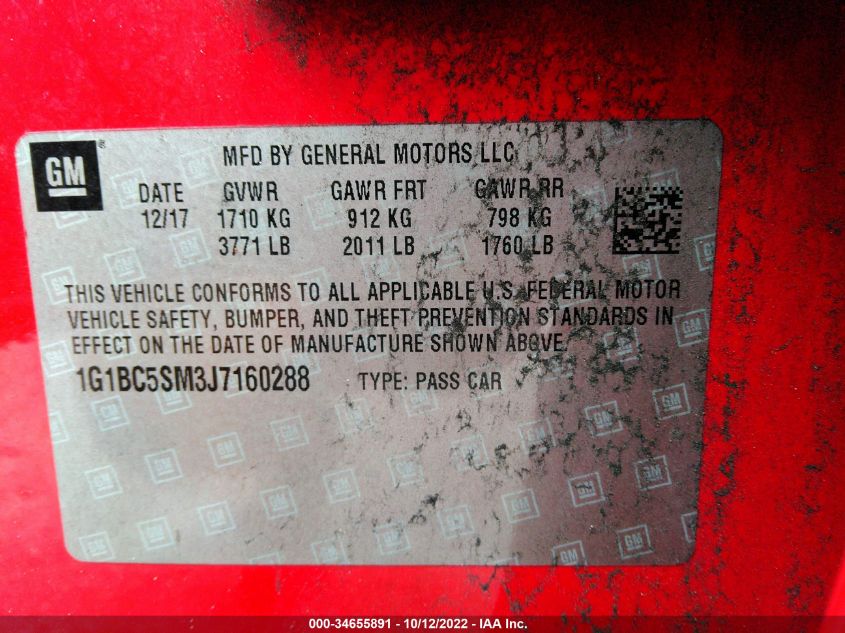 GM
MFD BY GENERAL MOTORS LLC
DATE GVWR GAWR FRT GAWR RR
12/17 1710 KG 912 KG 798 KG
3771 LB 2011 LB 1760 LB
THIS VEHICLE CONFORMS TO ALL APPLICABLE U.S. FEDERAL MOTOR
VEHICLE SAFETY, BUMPER, AND THEFT PREVENTION STANDARDS IN
EFFECT ON THE DATE OF MANUFACTURE SHOWN ABOVE.
1G1BC5SM3J7160288 TYPE: PASS CAR
000-34655891 - 10/12/2022 - IAA Inc.